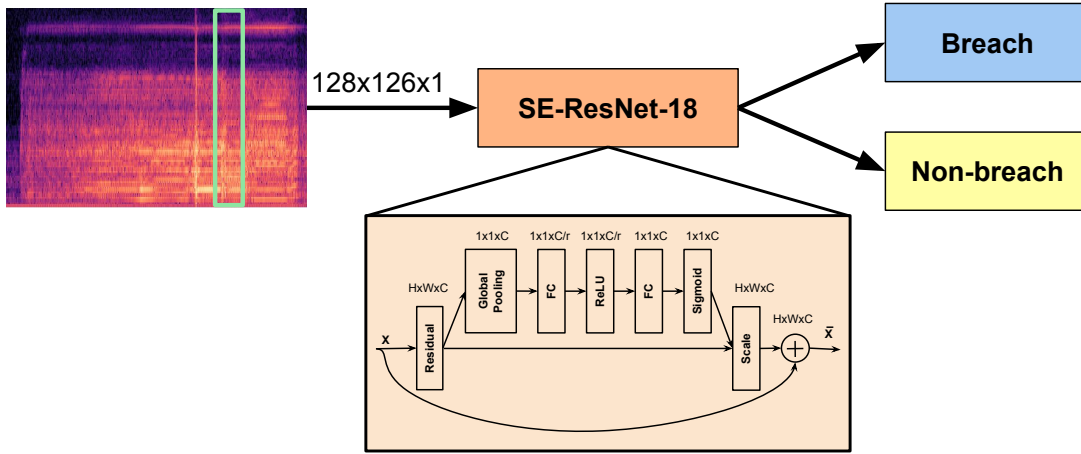 128x126x1
SE-ResNet-18
Breach
Non-breach
1x1xC
1x1xC/r
1x1xC/r
1x1xC
1x1xC
HxWxC
Global
Pooling
FC
ReLU
FC
Sigmoid
HxWxC
HxWxC
x
Residual
Scale
+
x̄